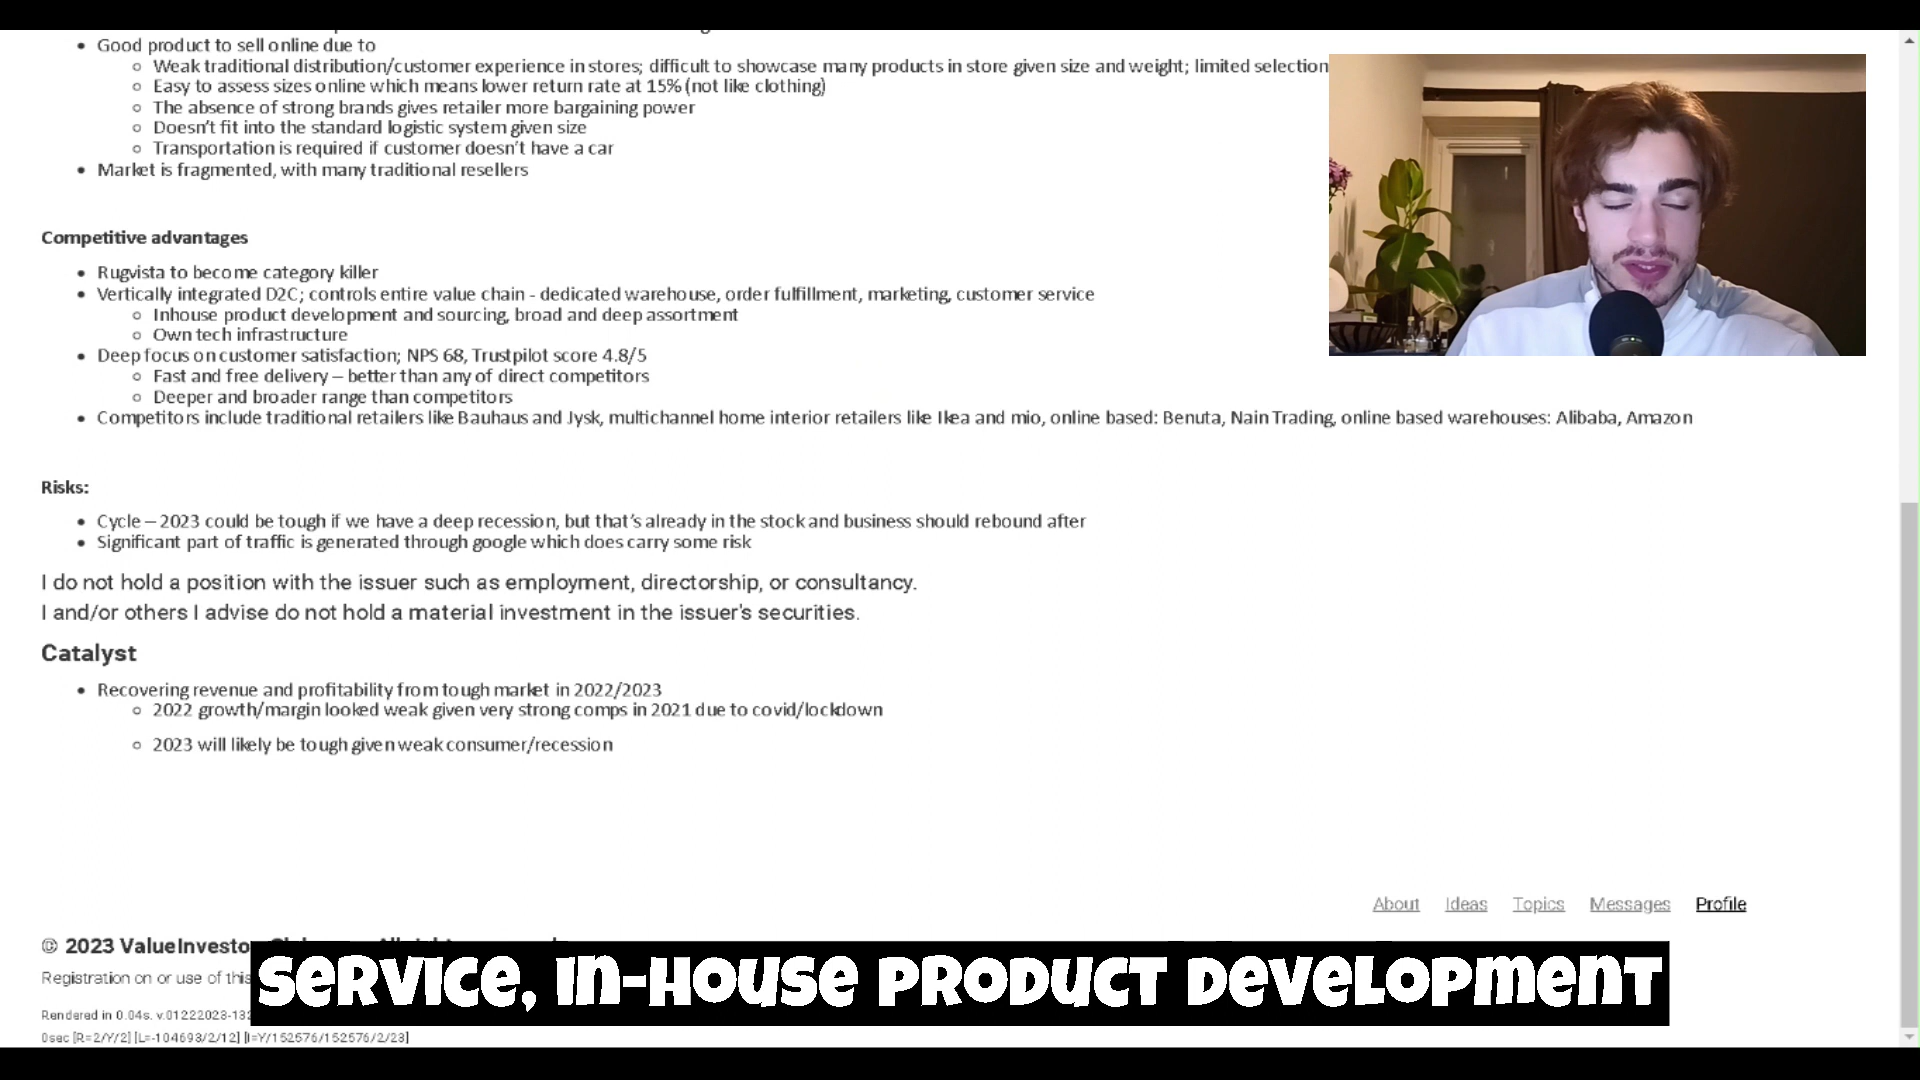 Good product to sell online due to
Weak traditional distribution/customer experience in stores; difficult to showcase many products in store given size and weight; limited selection
Easy to assess sizes online which means lower return rate at 15% (not like clothing)
The absence of strong brands gives retailer more bargaining power
Doesn't fit into the standard logistic system given size
Transportation is required if customer doesn't have a car
Market is fragmented, with many traditional resellers
Competitive advantages
Rugvista to become category killer
Vertically integrated D2C; controls entire value chain - dedicated warehouse, order fulfillment, marketing, customer service
Inhouse product development and sourcing, broad and deep assortment
Own tech infrastructure
Deep focus on customer satisfaction; NPS 68, Trustpilot score 4.8/5
Fast and free delivery – better than any of direct competitors
Deeper and broader range than competitors
Competitors include traditional retailers like Bauhaus and Jysk, multichannel home interior retailers like Ikea and mio, online based: Benuta, Nain Trading, online based warehouses: Alibaba, Amazon
Risks:
Cycle – 2023 could be tough if we have a deep recession, but that's already in the stock and business should rebound after
Significant part of traffic is generated through google which does carry some risk
I do not hold a position with the issuer such as employment, directorship, or consultancy.
I and/or others I advise do not hold a material investment in the issuer's securities.
Catalyst
Recovering revenue and profitability from tough market in 2022/2023
2022 growth/margin looked weak given very strong comps in 2021 due to covid/lockdown
2023 will likely be tough given weak consumer/recession
About Ideas Topics Messages Profile
© 2023 ValueInvesto
Registration on or use of this
SERVICE, IN-HOUSE PRODUCT DEVELOPMENT
Rendered in 0.04s. v.01222023-132
0sec [R=2/Y/2] [L=-104693/2/12] [I=Y/152576/152576/2/23]